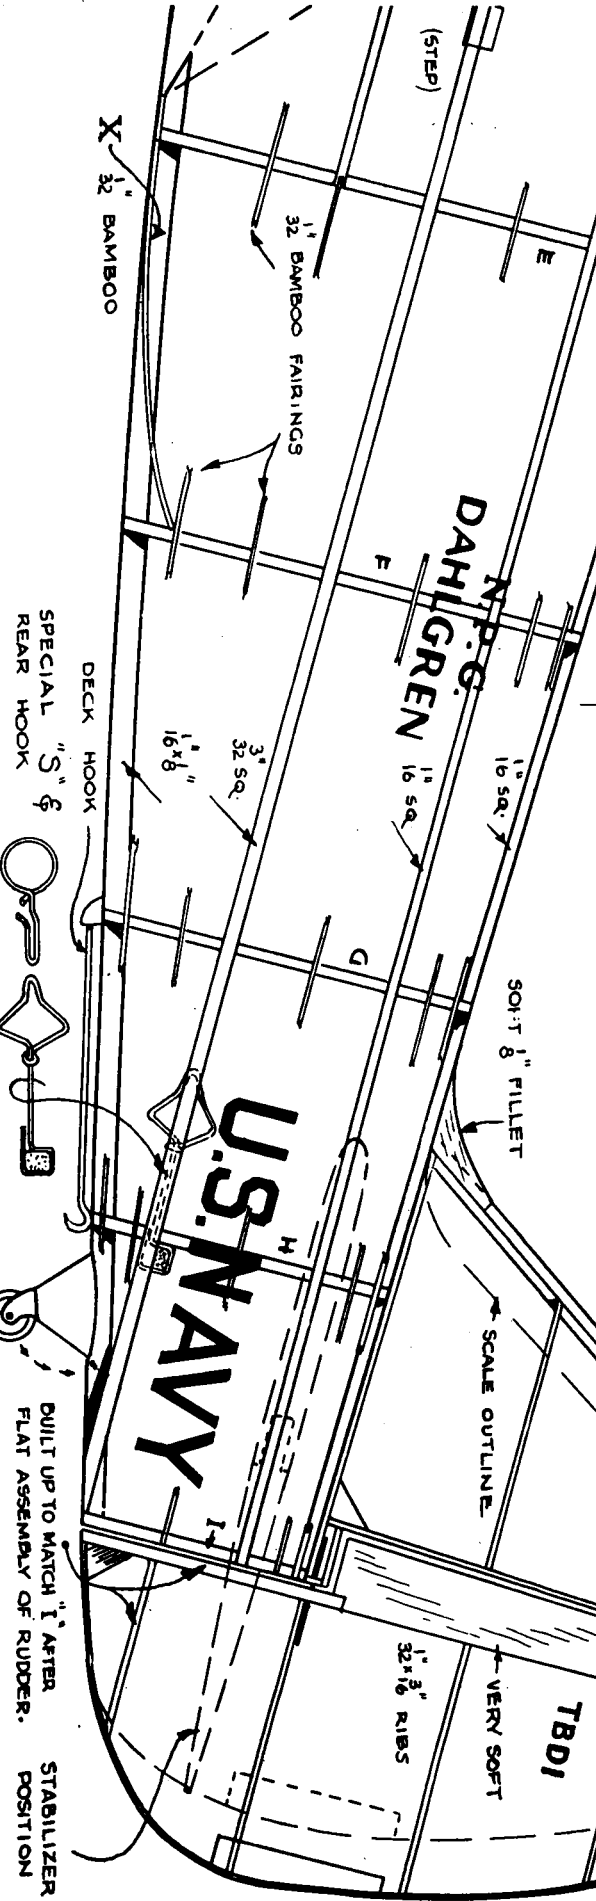 (STEP)
E
1/32" BAMBOO FAIRINGS
X
1/32" BAMBOO
N.P.G.
DAHLGREN
F
1/16" SQ.
1/16" SQ.
3/32" SQ.
1/16" x 1/8"
DECK HOOK
SPECIAL "S" &
REAR HOOK
G
SOFT 1/8" FILLET
U.S. NAVY
H
SCALE OUTLINE
I
BUILT UP TO MATCH "I" AFTER
FLAT ASSEMBLY OF RUDDER.
VERY SOFT
1/32" x 3/16" RIBS
TBD1
STABILIZER
POSITION